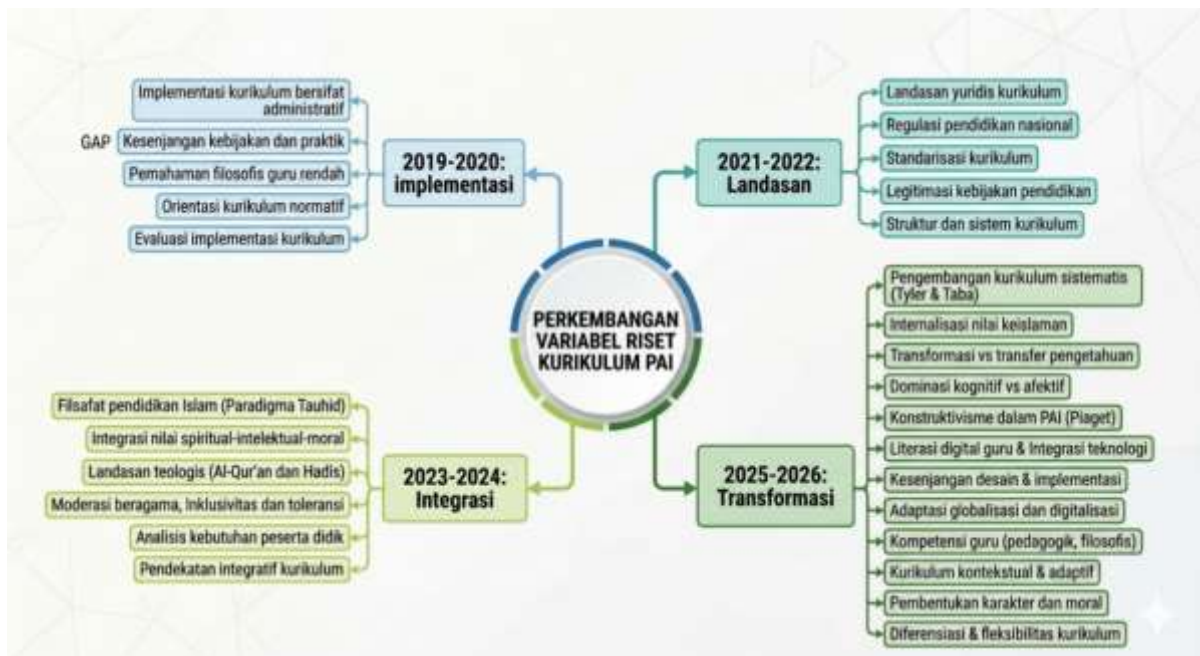 Implementasi kurikulum bersifat
administratif
GAP
Kesenjangan kebijakan dan praktik
Pemahaman filosofis guru rendah
Orientasi kurikulum normatif
Evaluasi implementasi kurikulum
2019-2020:
implementasi
2021-2022:
Landasan
Landasan yuridis kurikulum
Regulasi pendidikan nasional
Standarisasi kurikulum
Legitimasi kebijakan pendidikan
Struktur dan sistem kurikulum
PERKEMBANGAN
VARIABEL RISET
KURIKULUM PAI
Filsafat pendidikan Islam (Paradigma Tauhid)
Integrasi nilai spiritual-intelektual-moral
Landasan teologis (Al-Qur'an dan Hadis)
Moderasi beragama, Inklusivitas dan toleransi
Analisis kebutuhan peserta didik
Pendekatan integratif kurikulum
2023-2024:
Integrasi
2025-2026:
Transformasi
Pengembangan kurikulum sistematis
(Tyler & Taba)
Internalisasi nilai keislaman
Transformasi vs transfer pengetahuan
Dominasi kognitif vs afektif
Konstruktivisme dalam PAI (Piaget)
Literasi digital guru & Integrasi teknologi
Kesenjangan desain & implementasi
Adaptasi globalisasi dan digitalisasi
Kompetensi guru (pedagogik, filosofis)
Kurikulum kontekstual & adaptif
Pembentukan karakter dan moral
Diferensiasi & fleksibilitas kurikulum